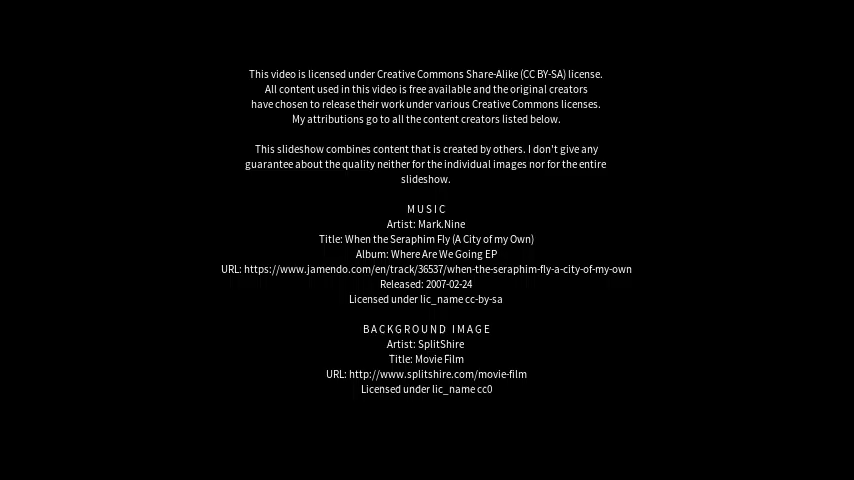 This video is licensed under Creative Commons Share-Alike (CC BY-SA) license.
All content used in this video is free available and the original creators
have chosen to release their work under various Creative Commons licenses.
My attributions go to all the content creators listed below.
This slideshow combines content that is created by others. I don't give any
guarantee about the quality neither for the individual images nor for the entire
slideshow.
MUSIC
Artist: Mark.Nine
Title: When the Seraphim Fly (A City of my Own)
Album: Where Are We Going EP
URL: https://www.jamendo.com/en/track/36537/when-the-seraphim-fly-a-city-of-my-own
Released: 2007-02-24
Licensed under lic_name cc-by-sa
BACKGROUND IMAGE
Artist: SplitShire
Title: Movie Film
URL: http://www.splitshire.com/movie-film
Licensed under lic_name cc0